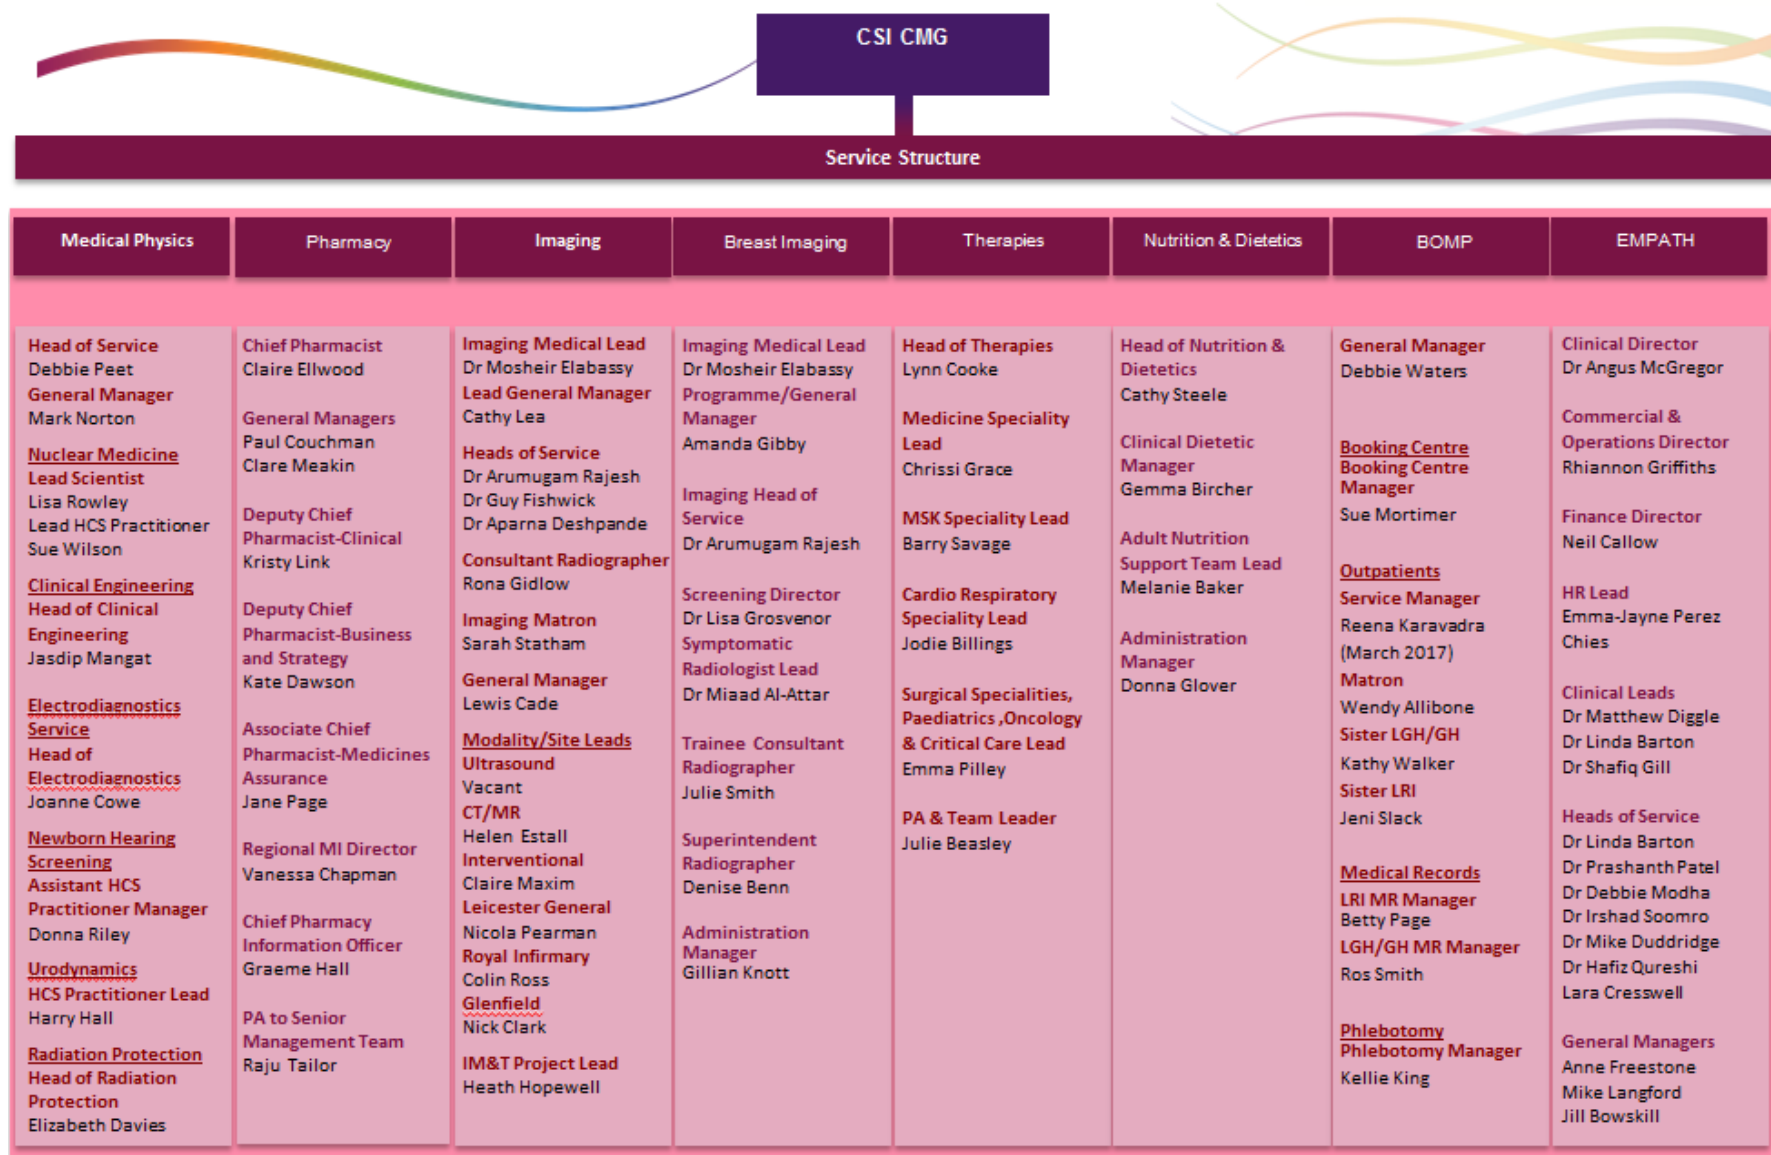 CSI CMG
Service Structure
Medical Physics
Head of Service
Debbie Peet
General Manager
Mark Norton
Nuclear Medicine
Lead Scientist
Lisa Rowley
Lead HCS Practitioner
Sue Wilson
Clinical Engineering
Head of Clinical
Engineering
Jasdip Mangat
Electrodiagnostics
Service
Head of
Electrodiagnostics
Joanne Cowe
Newborn Hearing
Screening
Assistant HCS
Practitioner Manager
Donna Riley
Urodynamics
HCS Practitioner Lead
Harry Hall
Radiation Protection
Head of Radiation
Protection
Elizabeth Davies
Pharmacy
Chief Pharmacist
Claire Ellwood
General Managers
Paul Couchman
Clare Meakin
Deputy Chief
Pharmacist-Clinical
Kristy Link
Deputy Chief
Pharmacist-Business
and Strategy
Kate Dawson
Associate Chief
Pharmacist-Medicines
Assurance
Jane Page
Regional MI Director
Vanessa Chapman
Chief Pharmacy
Information Officer
Graeme Hall
PA to Senior
Management Team
Raju Tailor
Imaging
Imaging Medical Lead
Dr Mosheir Elabassy
Lead General Manager
Cathy Lea
Heads of Service
Dr Arumugam Rajesh
Dr Guy Fishwick
Dr Aparna Deshpande
Consultant Radiographer
Rona Gidlow
Imaging Matron
Sarah Statham
General Manager
Lewis Cade
Modality/Site Leads
Ultrasound
Vacant
CT/MR
Helen Estall
Interventional
Claire Maxim
Leicester General
Nicola Pearman
Royal Infirmary
Colin Ross
Glenfield
Nick Clark
IM&T Project Lead
Heath Hopewell
Breast Imaging
Imaging Medical Lead
Dr Mosheir Elabassy
Programme/General
Manager
Amanda Gibby
Imaging Head of
Service
Dr Arumugam Rajesh
Screening Director
Dr Lisa Grosvenor
Symptomatic
Radiologist Lead
Dr Miaad Al-Attar
Trainee Consultant
Radiographer
Julie Smith
Superintendent
Radiographer
Denise Benn
Administration
Manager
Gillian Knott
Therapies
Head of Therapies
Lynn Cooke
Medicine Speciality
Lead
Chrissi Grace
MSK Speciality Lead
Barry Savage
Cardio Respiratory
Speciality Lead
Jodie Billings
Surgical Specialities,
Paediatrics ,Oncology
& Critical Care Lead
Emma Pilley
PA & Team Leader
Julie Beasley
Nutrition & Dietetics
Head of Nutrition &
Dietetics
Cathy Steele
Clinical Dietetic
Manager
Gemma Bircher
Adult Nutrition
Support Team Lead
Melanie Baker
Administration
Manager
Donna Glover
BOMP
General Manager
Debbie Waters
Booking Centre
Booking Centre
Manager
Sue Mortimer
Outpatients
Service Manager
Reena Karavadra
(March 2017)
Matron
Wendy Allibone
Sister LGH/GH
Kathy Walker
Sister LRI
Jeni Slack
Medical Records
LRI MR Manager
Betty Page
LGH/GH MR Manager
Ros Smith
Phlebotomy
Phlebotomy Manager
Kellie King
EMPATH
Clinical Director
Dr Angus McGregor
Commercial &
Operations Director
Rhiannon Griffiths
Finance Director
Neil Callow
HR Lead
Emma-Jayne Perez
Chies
Clinical Leads
Dr Matthew Diggle
Dr Linda Barton
Dr Shafiq Gill
Heads of Service
Dr Linda Barton
Dr Prashanth Patel
Dr Debbie Modha
Dr Irshad Soomro
Dr Mike Duddridge
Dr Hafiz Qureshi
Lara Cresswell
General Managers
Anne Freestone
Mike Langford
Jill Bowskill